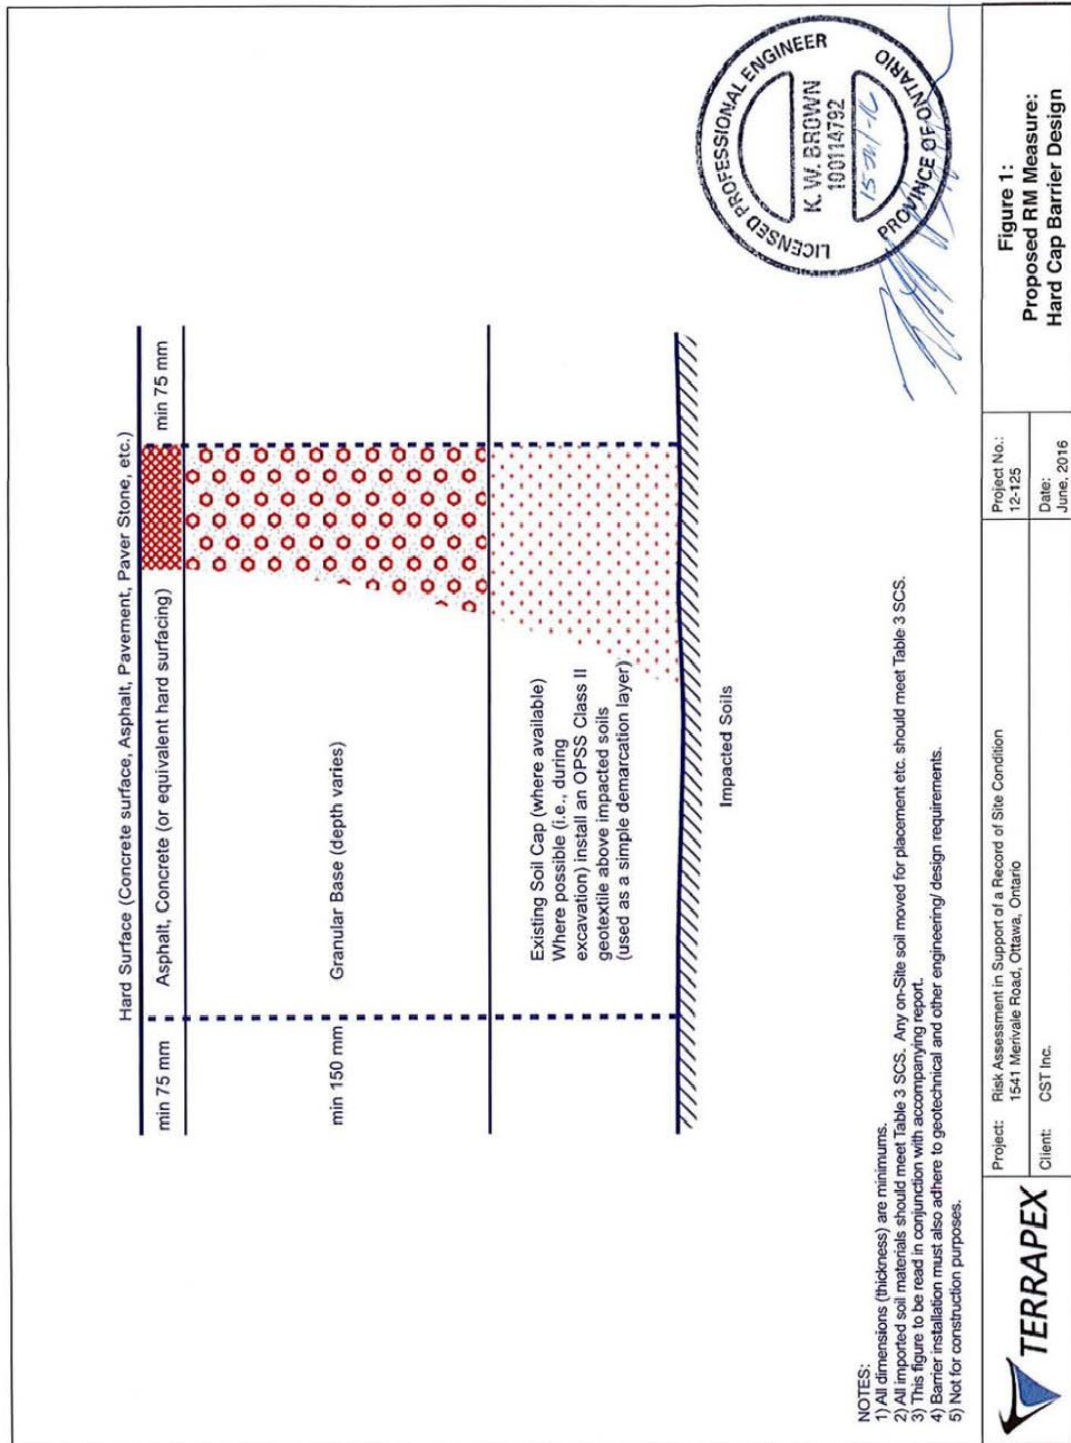 Hard Surface (Concrete surface, Asphalt, Pavement, Paver Stone, etc.)
min 75 mm
Asphalt, Concrete (or equivalent hard surfacing)
min 75 mm
min 150 mm
Granular Base (depth varies)
Existing Soil Cap (where available)
Where possible (i.e., during
excavation) install an OPSS Class II
geotextile above impacted soils
(used as a simple demarcation layer)
Impacted Soils
LICENSED PROFESSIONAL ENGINEER
K. W. BROWN
100114792
PROVINCE OF ONTARIO
NOTES:
1) All dimensions (thickness) are minimums.
2) All imported soil materials should meet Table 3 SCS. Any on-Site soil moved for placement etc. should meet Table 3 SCS.
3) This figure to be read in conjunction with accompanying report.
4) Barrier installation must also adhere to geotechnical and other engineering/ design requirements.
5) Not for construction purposes.
TERRAPEX
Project: Risk Assessment in Support of a Record of Site Condition
1541 Merivale Road, Ottawa, Ontario
Client: CST Inc.
Project No.:
12-125
Date:
June, 2016
Figure 1:
Proposed RM Measure:
Hard Cap Barrier Design